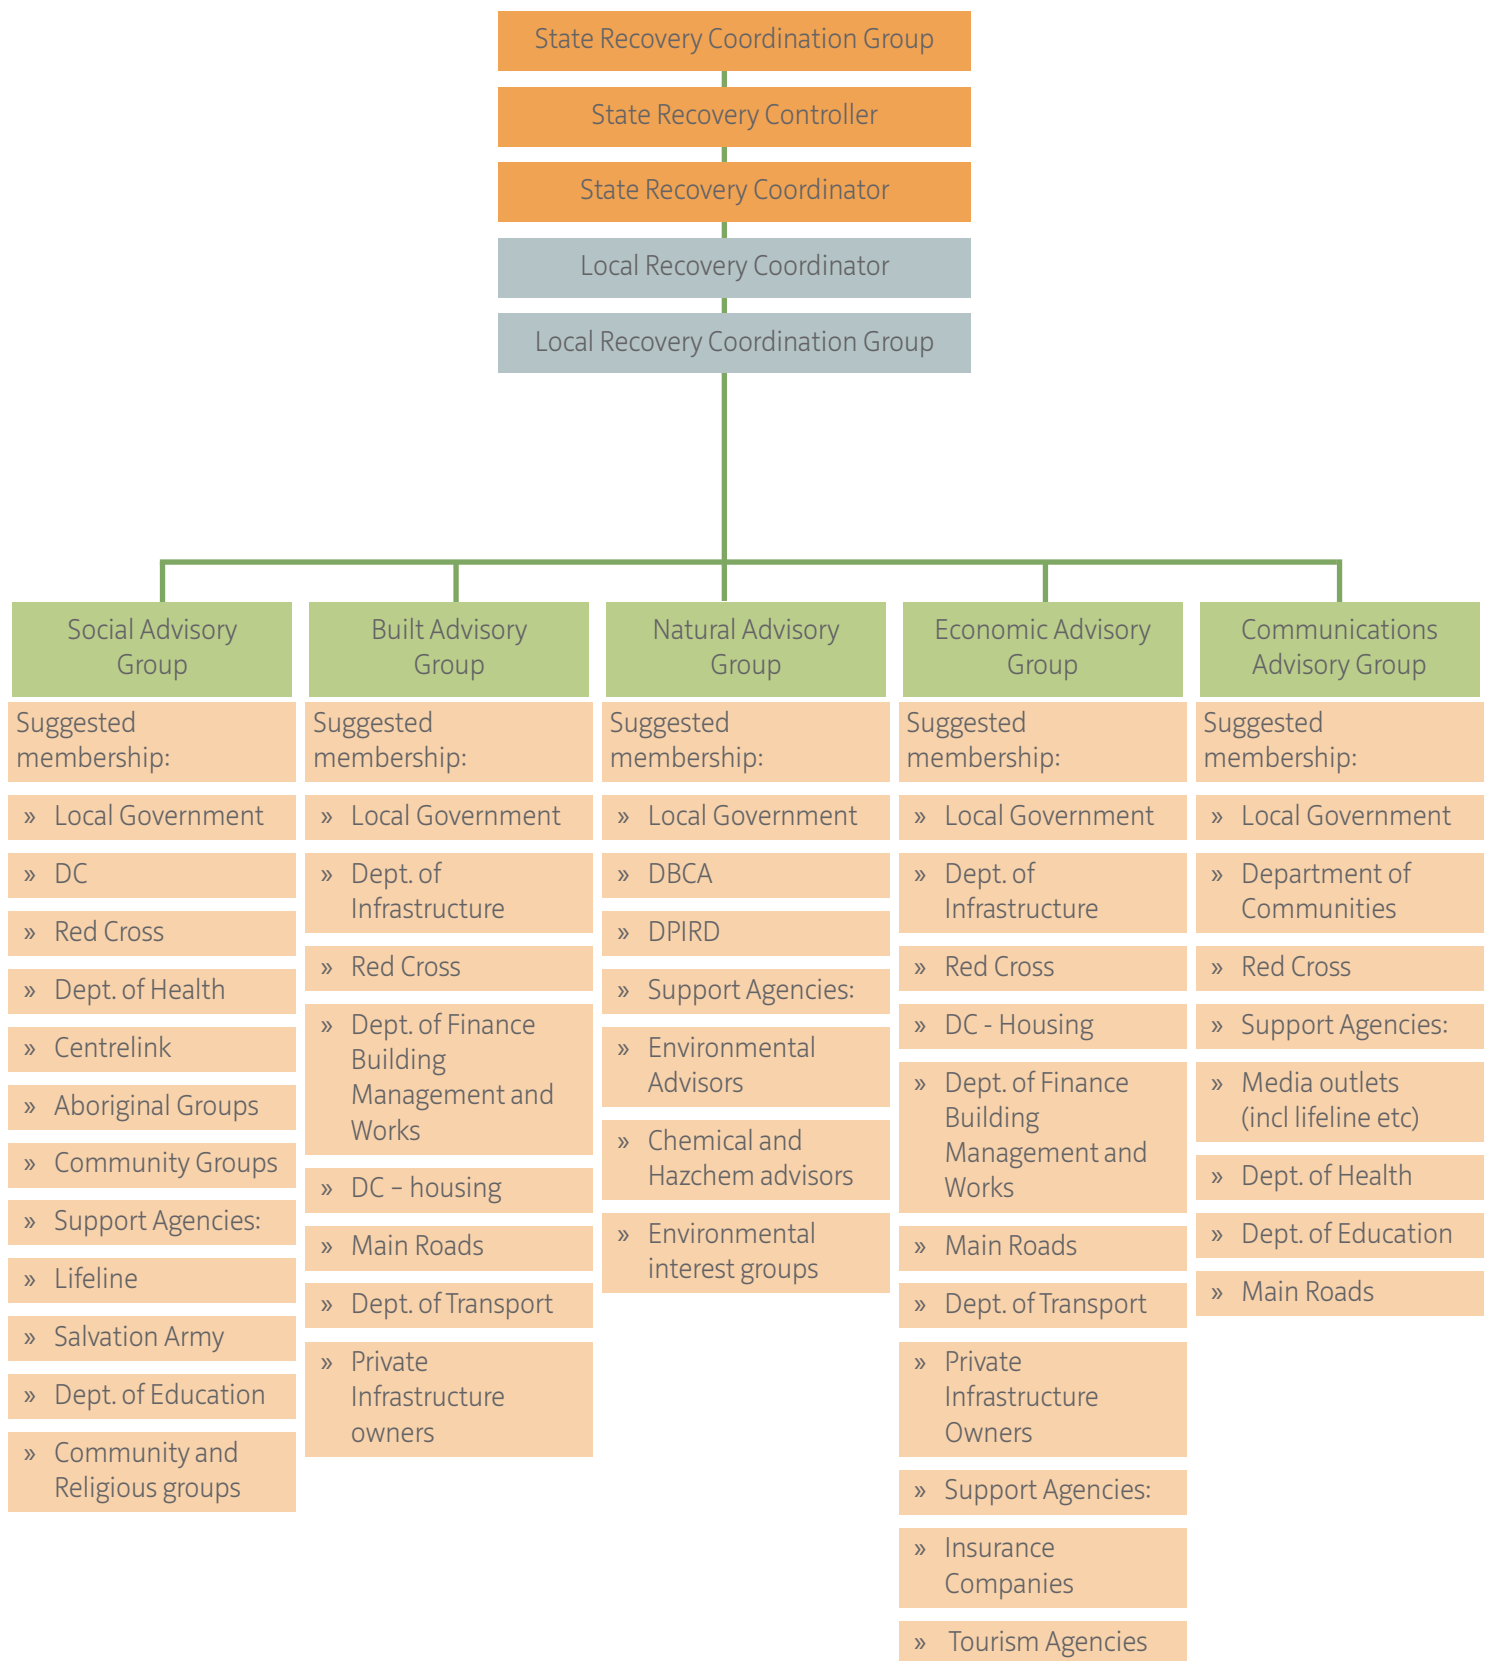 State Recovery Coordination Group
State Recovery Controller
State Recovery Coordinator
Local Recovery Coordinator
Local Recovery Coordination Group
Social Advisory
Group
Suggested
membership:
» Local Government
» DC
» Red Cross
» Dept. of Health
» Centrelink
» Aboriginal Groups
» Community Groups
» Support Agencies:
» Lifeline
» Salvation Army
» Dept. of Education
» Community and
Religious groups
Built Advisory
Group
Suggested
membership:
» Local Government
» Dept. of
Infrastructure
» Red Cross
» Dept. of Finance
Building
Management and
Works
» DC – housing
» Main Roads
» Dept. of Transport
» Private
Infrastructure
owners
Natural Advisory
Group
Suggested
membership:
» Local Government
» DBCA
» DPIRD
» Support Agencies:
» Environmental
Advisors
» Chemical and
Hazchem advisors
» Environmental
interest groups
Economic Advisory
Group
Suggested
membership:
» Local Government
» Dept. of
Infrastructure
» Red Cross
» DC - Housing
» Dept. of Finance
Building
Management and
Works
» Main Roads
» Dept. of Transport
» Private
Infrastructure
Owners
» Support Agencies:
» Insurance
Companies
» Tourism Agencies
Communications
Advisory Group
Suggested
membership:
» Local Government
» Department of
Communities
» Red Cross
» Support Agencies:
» Media outlets
(incl lifeline etc)
» Dept. of Health
» Dept. of Education
» Main Roads